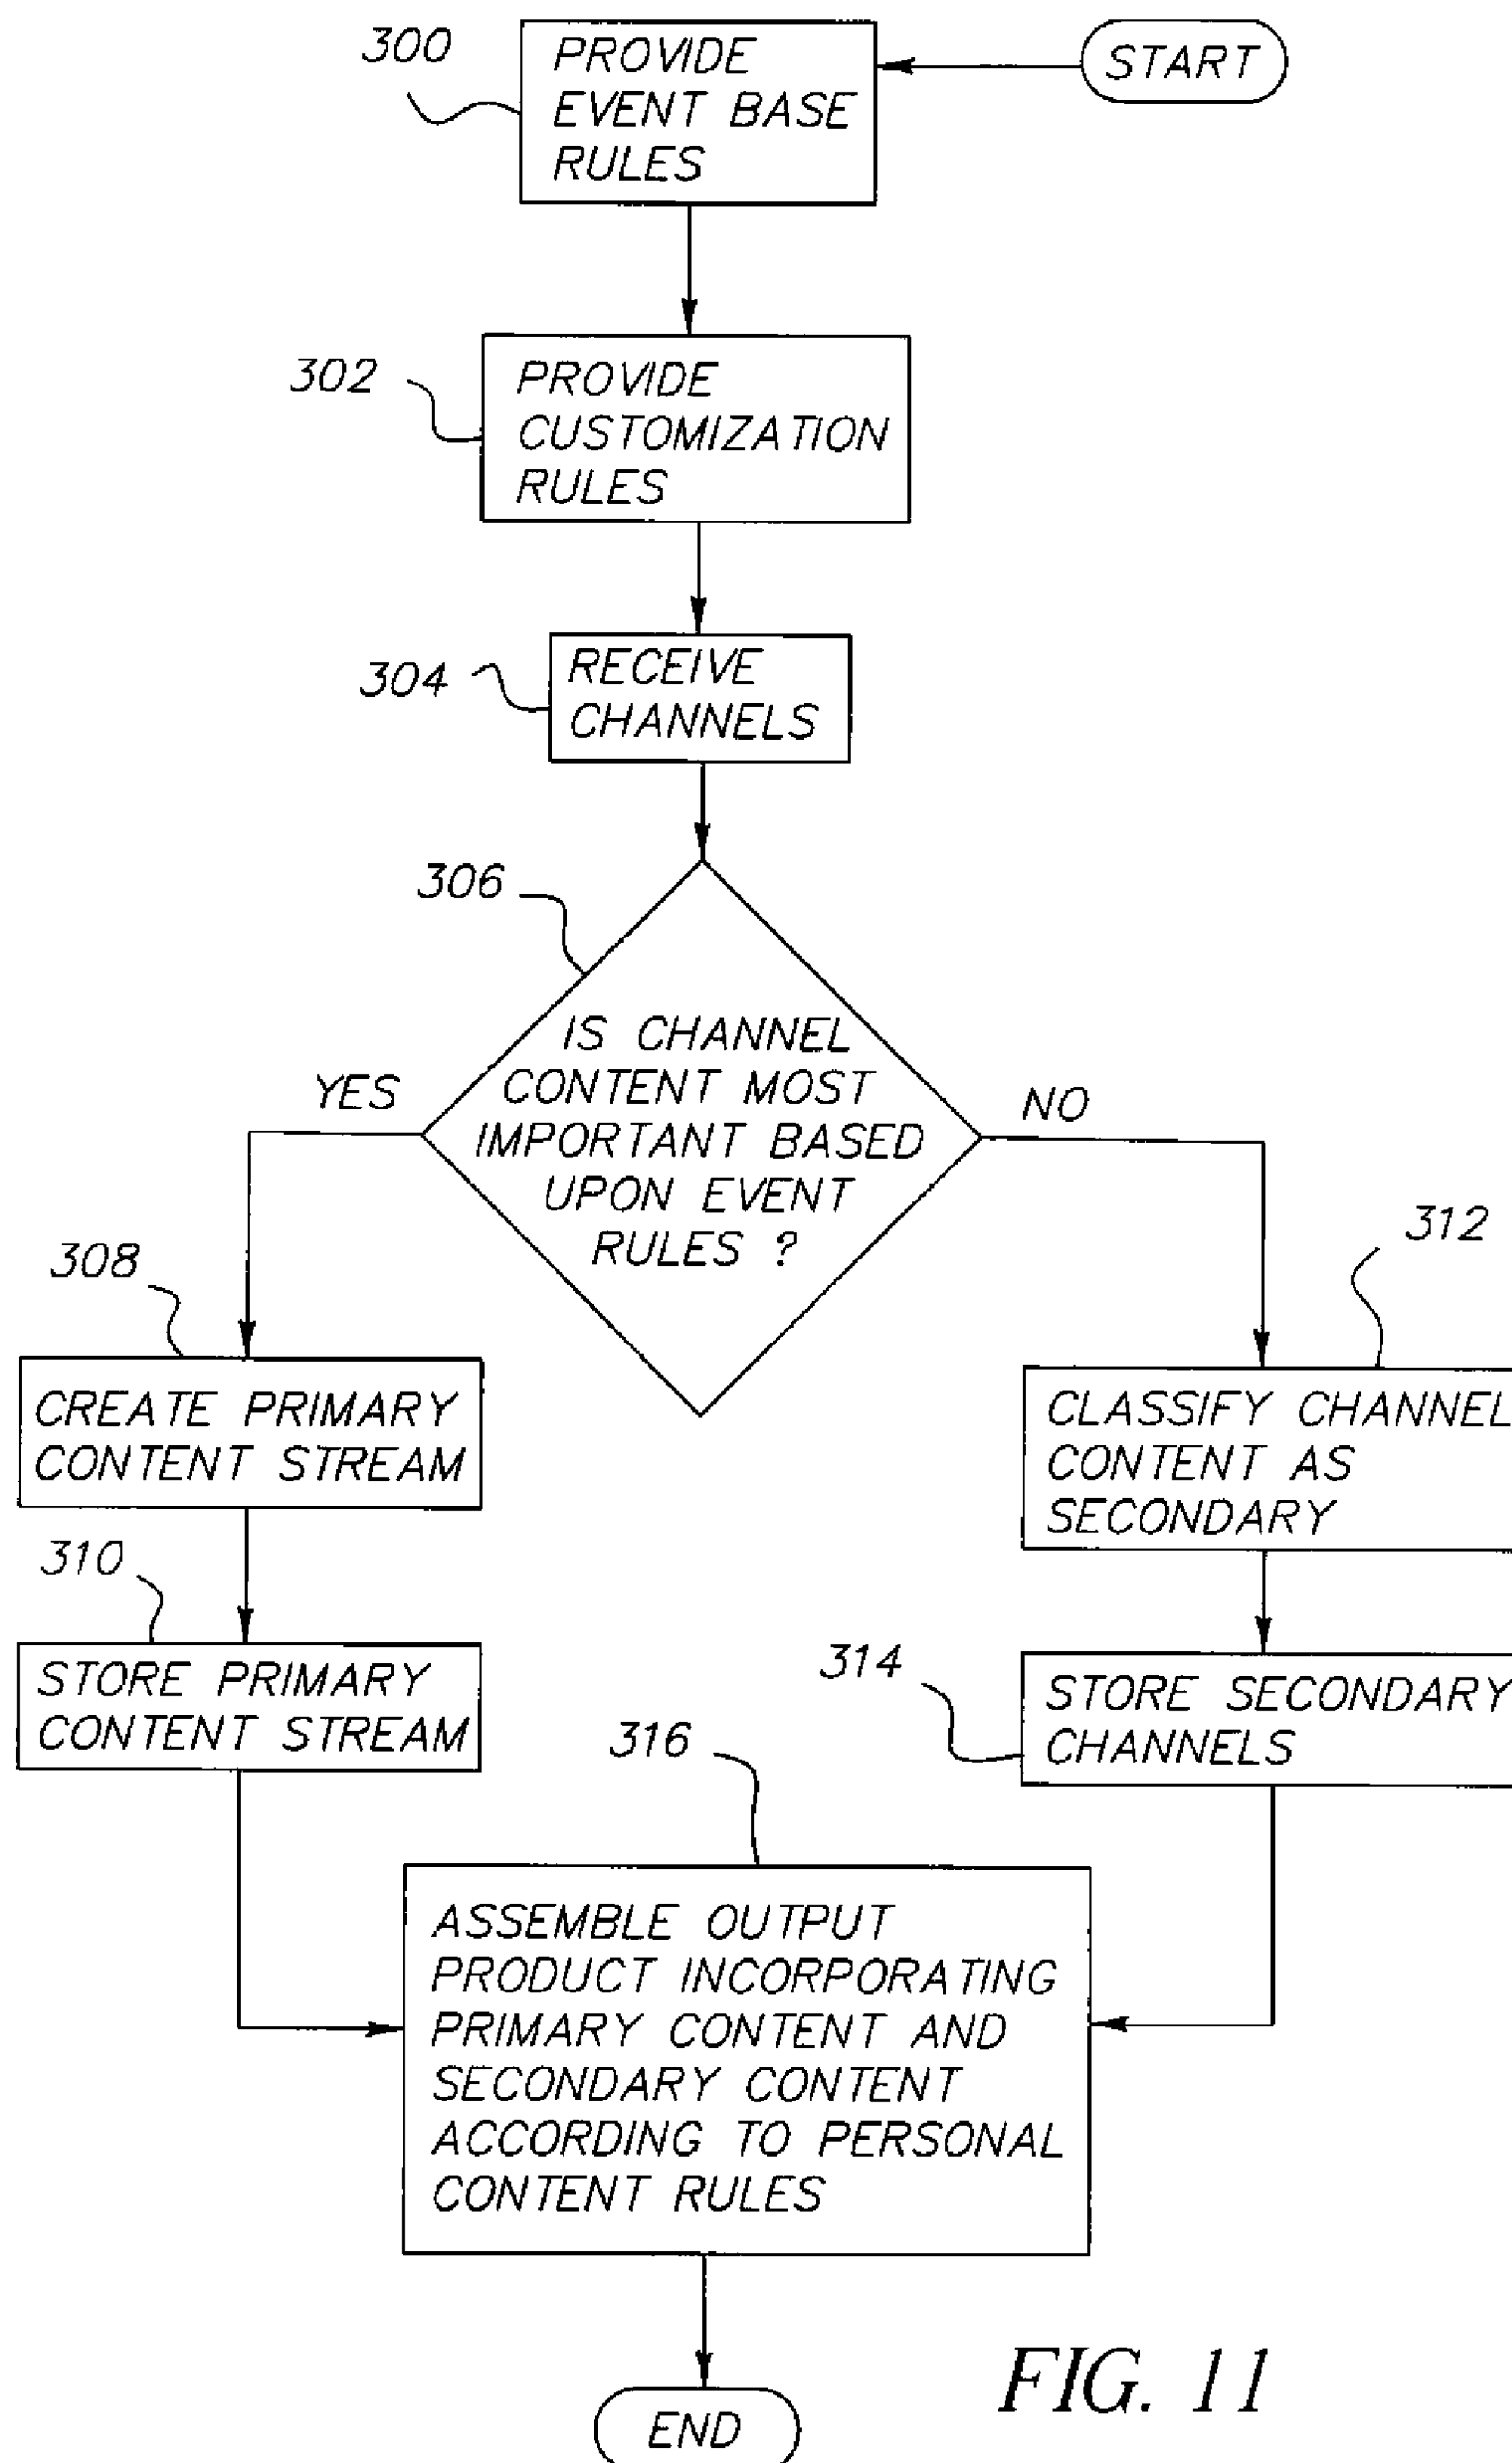 300
PROVIDE
EVENT BASE
RULES
START
302
PROVIDE
CUSTOMIZATION
RULES
304
RECEIVE
CHANNELS
306
IS CHANNEL
CONTENT MOST
IMPORTANT BASED
UPON EVENT
RULES ?
YES
NO
308
CREATE PRIMARY
CONTENT STREAM
312
CLASSIFY CHANNEL
CONTENT AS
SECONDARY
310
STORE PRIMARY
CONTENT STREAM
314
STORE SECONDARY
CHANNELS
316
ASSEMBLE OUTPUT
PRODUCT INCORPORATING
PRIMARY CONTENT AND
SECONDARY CONTENT
ACCORDING TO PERSONAL
CONTENT RULES
END
FIG. 11